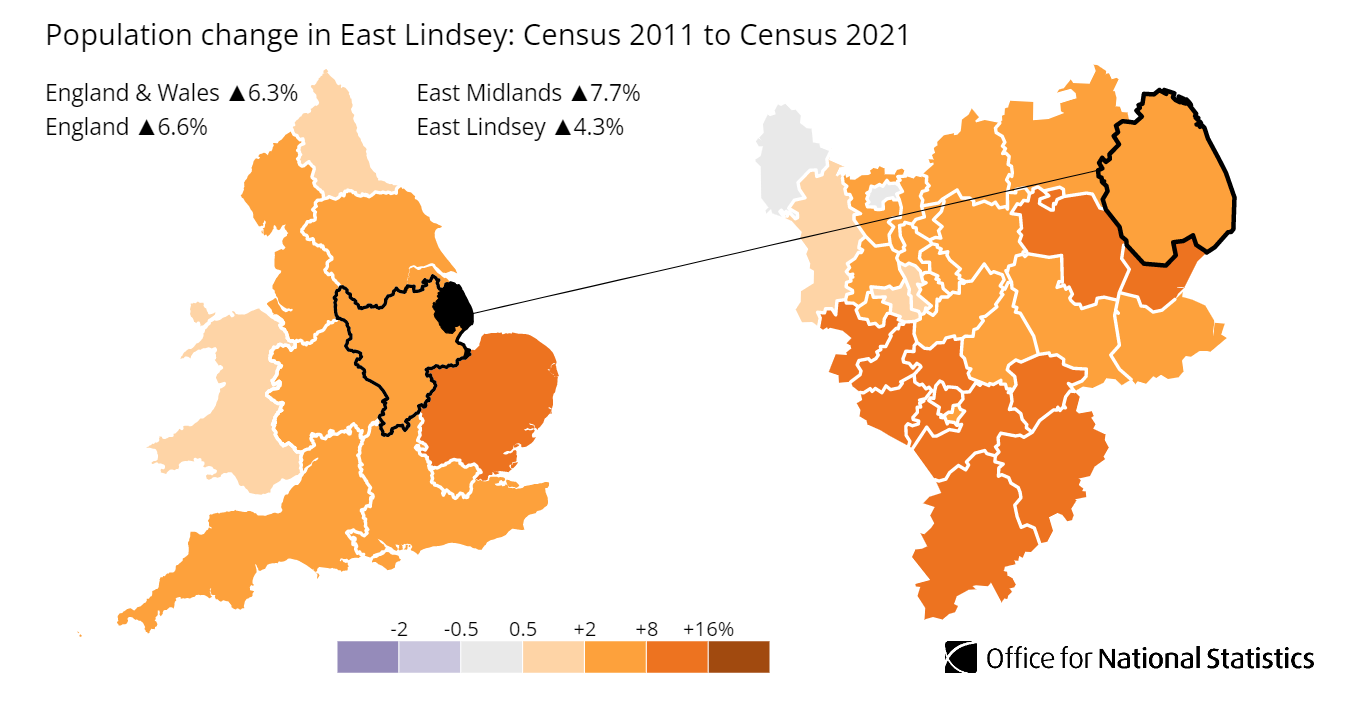 Population change in East Lindsey: Census 2011 to Census 2021
England & Wales ▲6.3%
East Midlands ▲7.7%
England ▲6.6%
East Lindsey ▲4.3%
-2 -0.5 0.5 +2 +8 +16%
Office for National Statistics